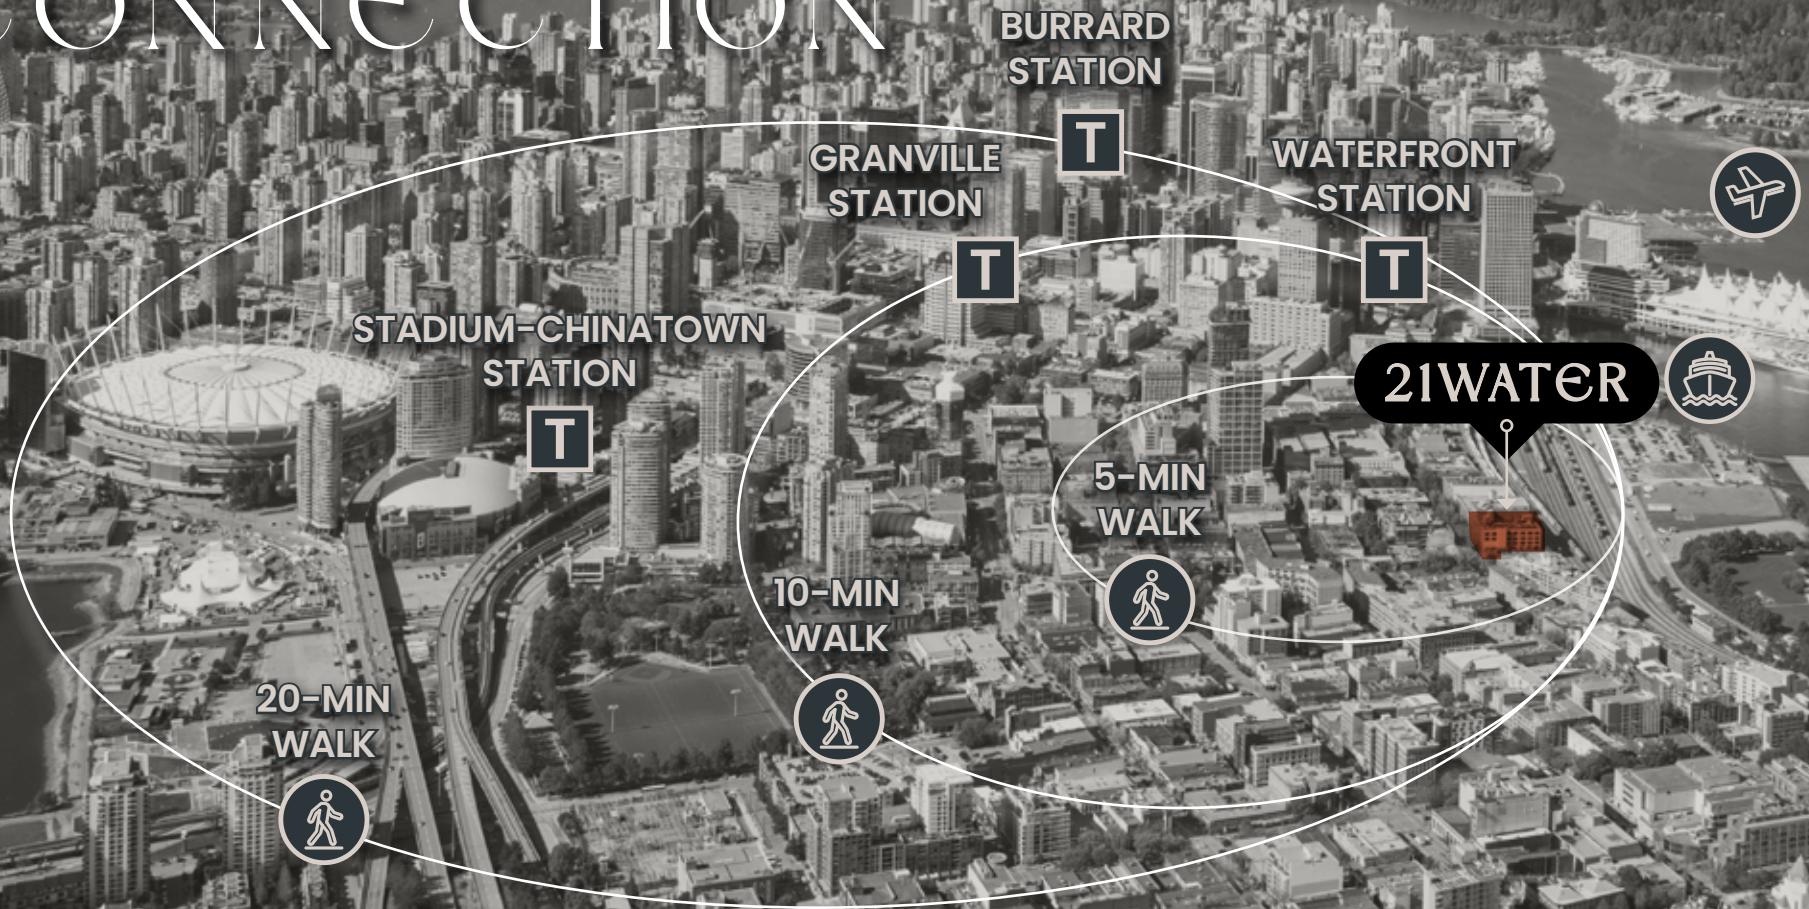 CONNECTION
BURRARD
STATION
T
GRANVILLE
STATION
T
WATERFRONT
STATION
T
STADIUM-CHINATOWN
STATION
T
21WATER
5-MIN
WALK
10-MIN
WALK
20-MIN
WALK